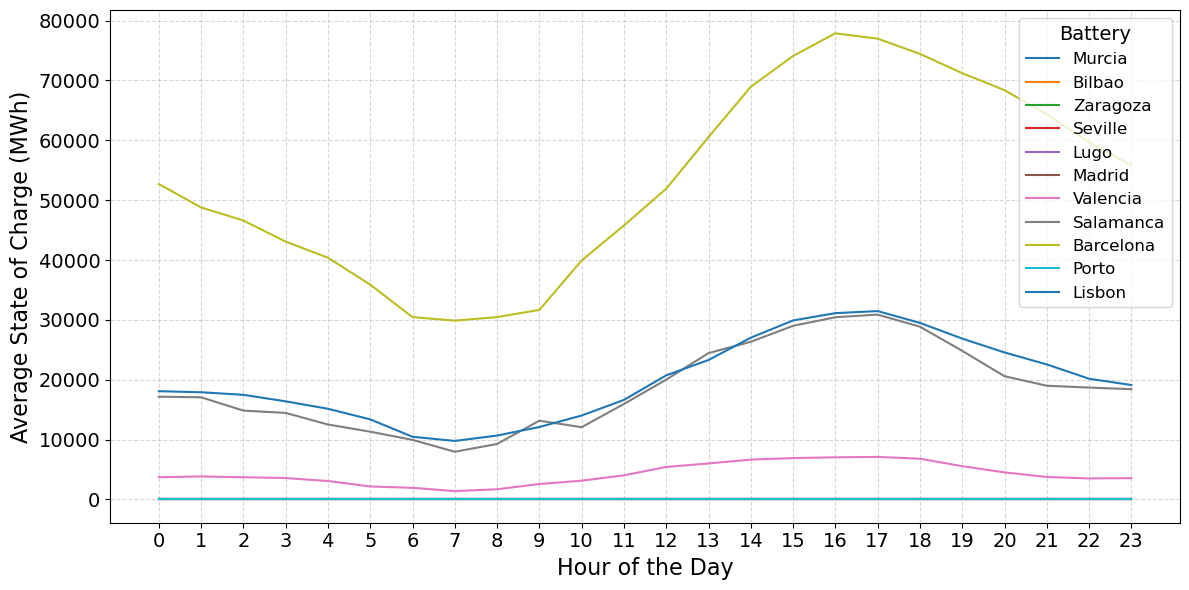 Average State of Charge (MWh)
80000
70000
60000
50000
40000
30000
20000
10000
0
Battery
Murcia
Bilbao
Zaragoza
Seville
Lugo
Madrid
Valencia
Salamanca
Barcelona
Porto
Lisbon
0 1 2 3 4 5 6 7 8 9 10 11 12 13 14 15 16 17 18 19 20 21 22 23
Hour of the Day